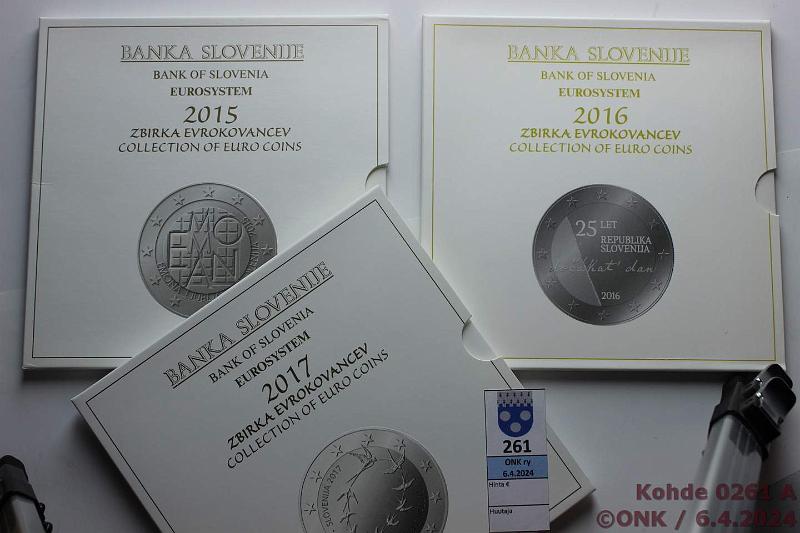 BANKA SLOVENIJE
BANK OF SLOVENIA
EUROSYSTEM
2015
ZBIRKA EVROKOVANCEV
COLLECTION OF EURO COINS
BANKA SLOVENIJE
BANK OF SLOVENIA
EUROSYSTEM
2016
ZBIRKA EVROKOVANCEV
COLLECTION OF EURO COINS
25 LET
REPUBLIKA
SLOVENIJA
dan
2016
BANKA SLOVENIJE
BANK OF SLOVENIA
EUROSYSTEM
2017
ZBIRKA EVROKOVANCEV
COLLECTION OF EURO COINS
SLOVENIJA 2017
261
ONK ry
6.4.2024
Hinta €
Huutaja
Kohde 0261 A
©ONK / 6.4.2024